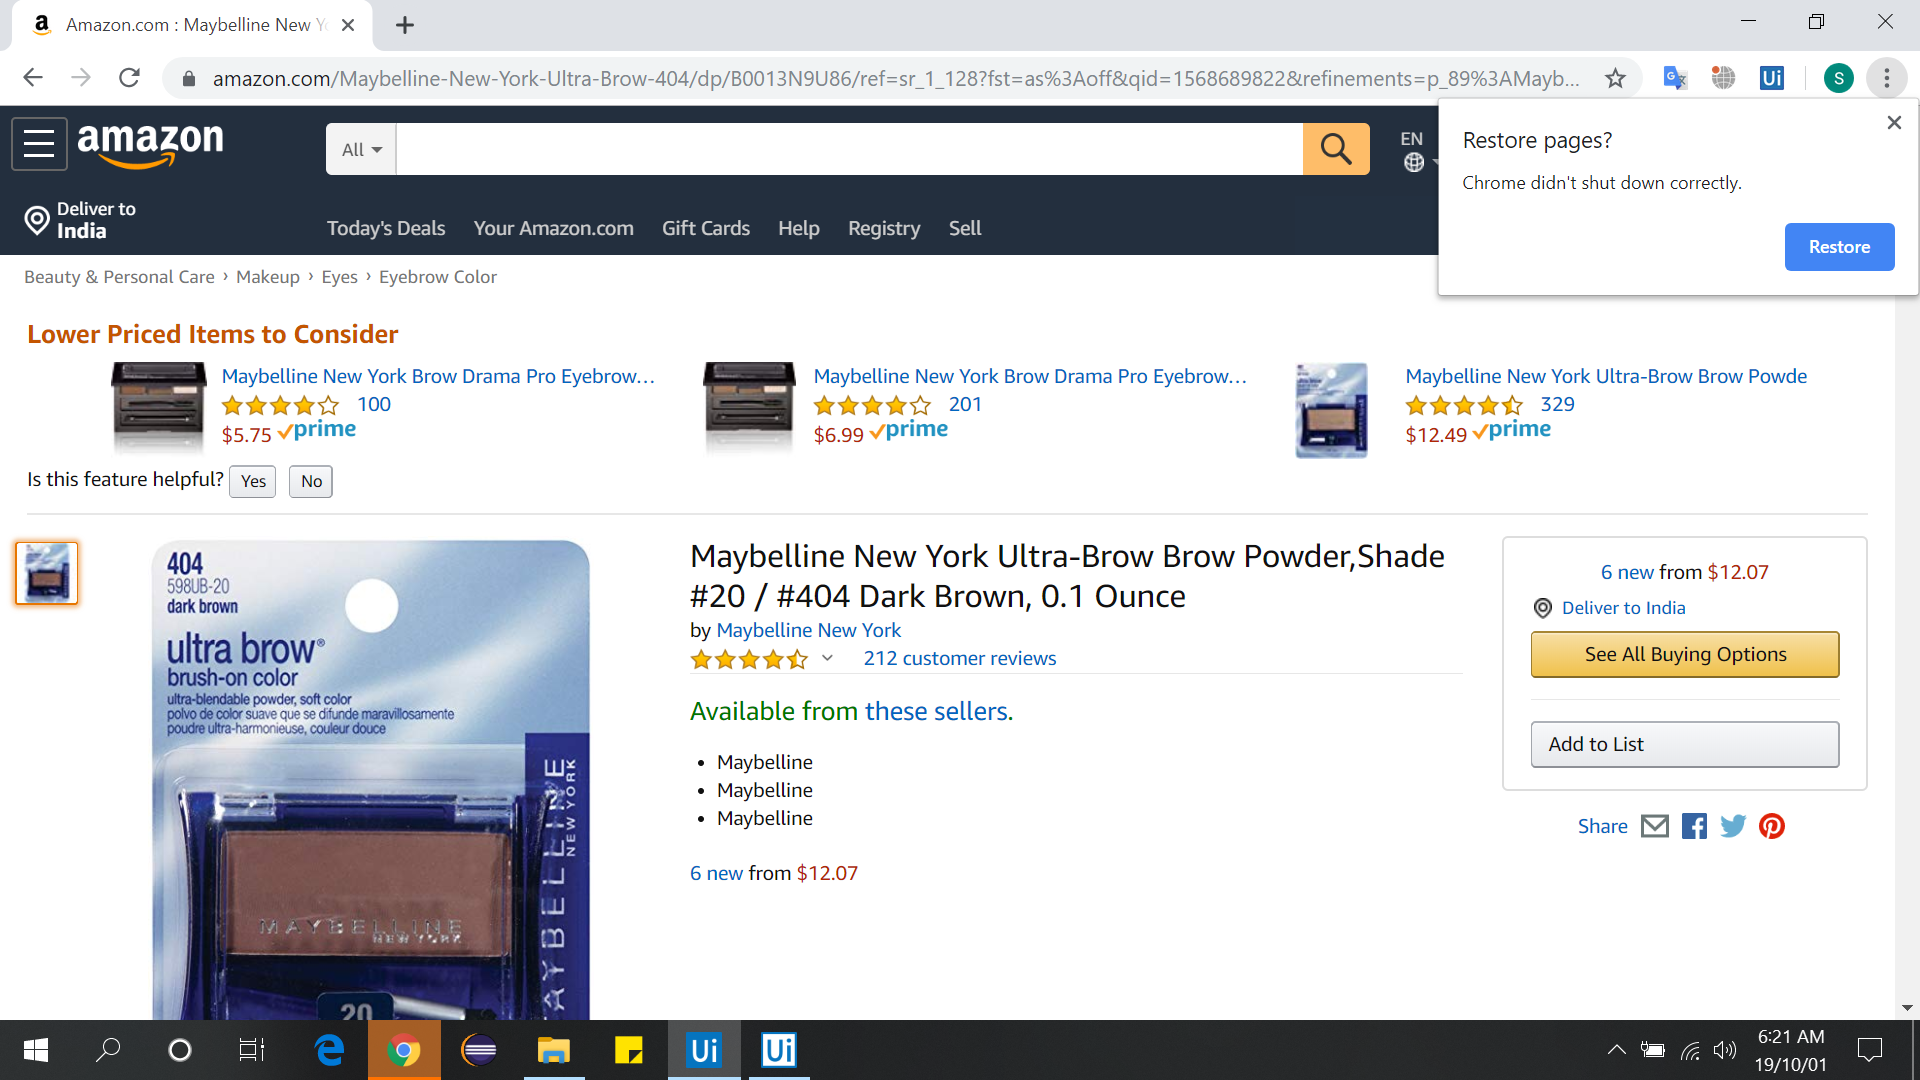 Amazon.com : Maybelline New Y
amazon.com/Maybelline-New-York-Ultra-Brow-404/dp/B0013N9U86/ref=sr_1_128?fst=as%3Aoff&qid=1568689822&refinements=p_89%3AMayb...
Ui
S
Restore pages?
Chrome didn't shut down correctly.
Restore
amazon
All
EN
Deliver to
India
Today's Deals
Your Amazon.com
Gift Cards
Help
Registry
Sell
Beauty & Personal Care › Makeup › Eyes › Eyebrow Color
Lower Priced Items to Consider
Maybelline New York Brow Drama Pro Eyebrow…
100
$5.75 prime
Maybelline New York Brow Drama Pro Eyebrow…
201
$6.99 prime
Maybelline New York Ultra-Brow Brow Powde
329
$12.49 prime
Is this feature helpful? Yes No
404
598UB-20
dark brown
ultra brow®
brush-on color
ultra-blendable powder, soft color
polvo de color suave que se difunde maravillosamente
poudre ultra-harmonieuse, couleur douce
MAYBELLINE
NEW YORK
MAYBELLINE
NEW YORK
20
Maybelline New York Ultra-Brow Brow Powder,Shade
#20 / #404 Dark Brown, 0.1 Ounce
by Maybelline New York
212 customer reviews
Available from these sellers.
• Maybelline
• Maybelline
• Maybelline
6 new from $12.07
6 new from $12.07
Deliver to India
See All Buying Options
Add to List
Share
Ui
Ui
6:21 AM
19/10/01